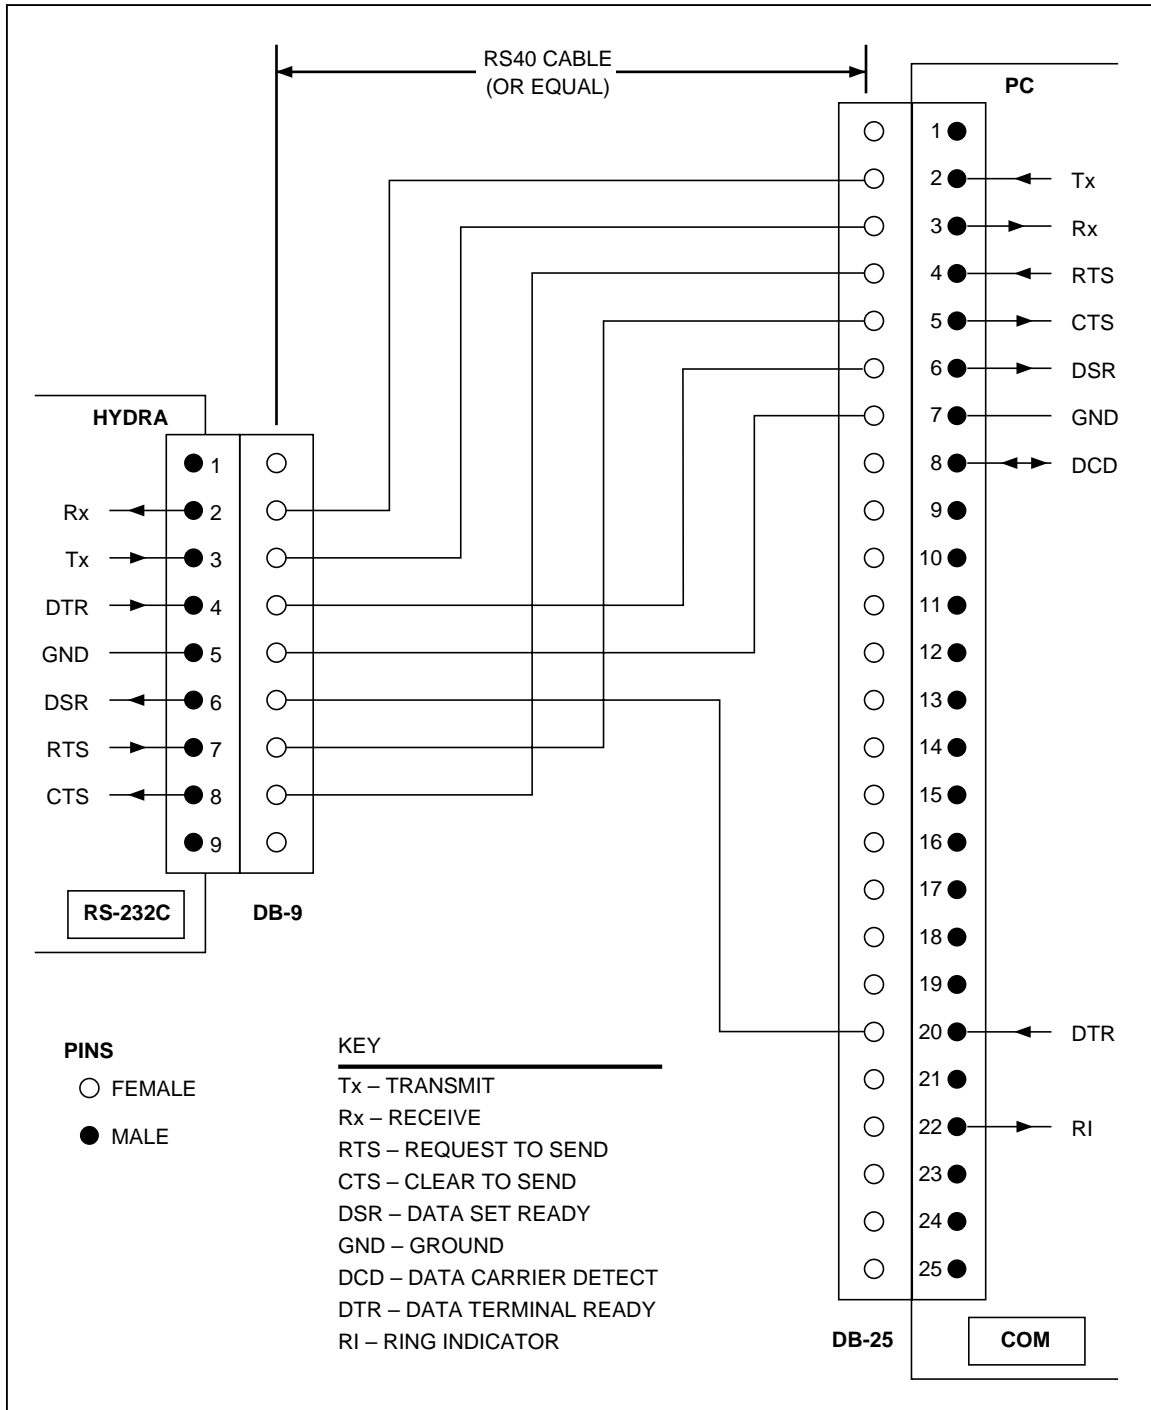 RS40 CABLE
(OR EQUAL)
PC
1
2 Tx
3 Rx
4 RTS
5 CTS
6 DSR
7 GND
8 DCD
9
10
11
12
13
14
15
16
17
18
19
20 DTR
21
22 RI
23
24
25
DB-25
COM
HYDRA
1
Rx 2
Tx 3
DTR 4
GND 5
DSR 6
RTS 7
CTS 8
9
RS-232C
DB-9
PINS
FEMALE
MALE
KEY
Tx – TRANSMIT
Rx – RECEIVE
RTS – REQUEST TO SEND
CTS – CLEAR TO SEND
DSR – DATA SET READY
GND – GROUND
DCD – DATA CARRIER DETECT
DTR – DATA TERMINAL READY
RI – RING INDICATOR